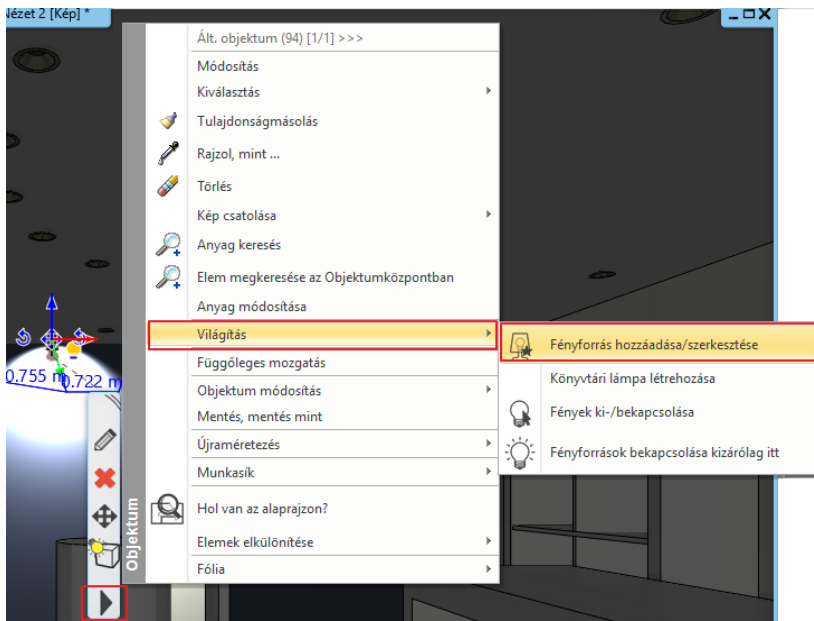 Nézet 2 [Kép] *
Ált. objektum (94) [1/1] >>>
Módosítás
Kiválasztás
Tulajdonságmásolás
Rajzol, mint ...
Törlés
Kép csatolása
Anyag keresés
Elem megkeresése az Objektumközpontban
Anyag módosítása
Világítás
Függőleges mozgatás
Objektum módosítás
Mentés, mentés mint
Újraméretezés
Munkasík
Hol van az alaprajzon?
Elemek elkülönítése
Fólia
Objektum
Fényforrás hozzáadása/szerkesztése
Könyvtári lámpa létrehozása
Fények ki-/bekapcsolása
Fényforrások bekapcsolása kizárólag itt
0.755 m
0.722 m